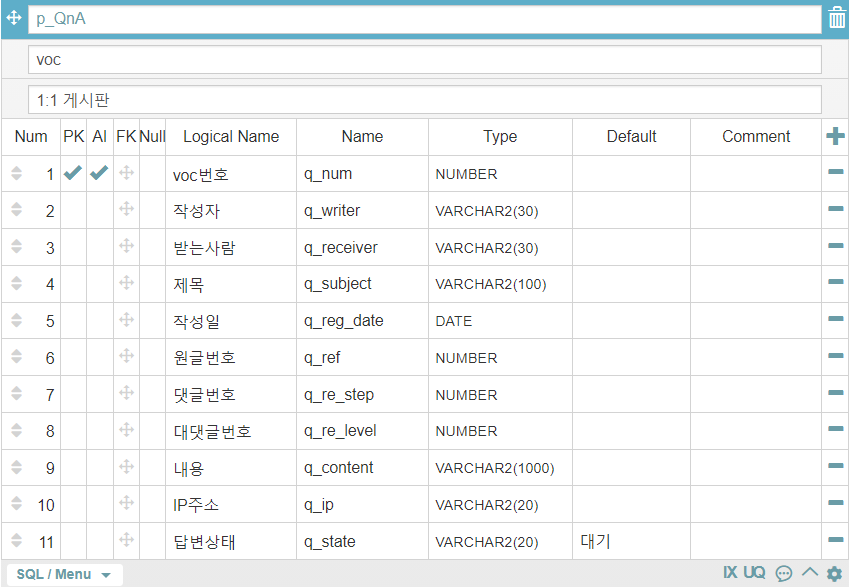 p_QnA
voc
1:1 게시판
Num PK AI FK Null Logical Name Name Type Default Comment
1 voc번호 q_num NUMBER
2 작성자 q_writer VARCHAR2(30)
3 받는사람 q_receiver VARCHAR2(30)
4 제목 q_subject VARCHAR2(100)
5 작성일 q_reg_date DATE
6 원글번호 q_ref NUMBER
7 댓글번호 q_re_step NUMBER
8 대댓글번호 q_re_level NUMBER
9 내용 q_content VARCHAR2(1000)
10 IP주소 q_ip VARCHAR2(20)
11 답변상태 q_state VARCHAR2(20) 대기
SQL / Menu IX UQ